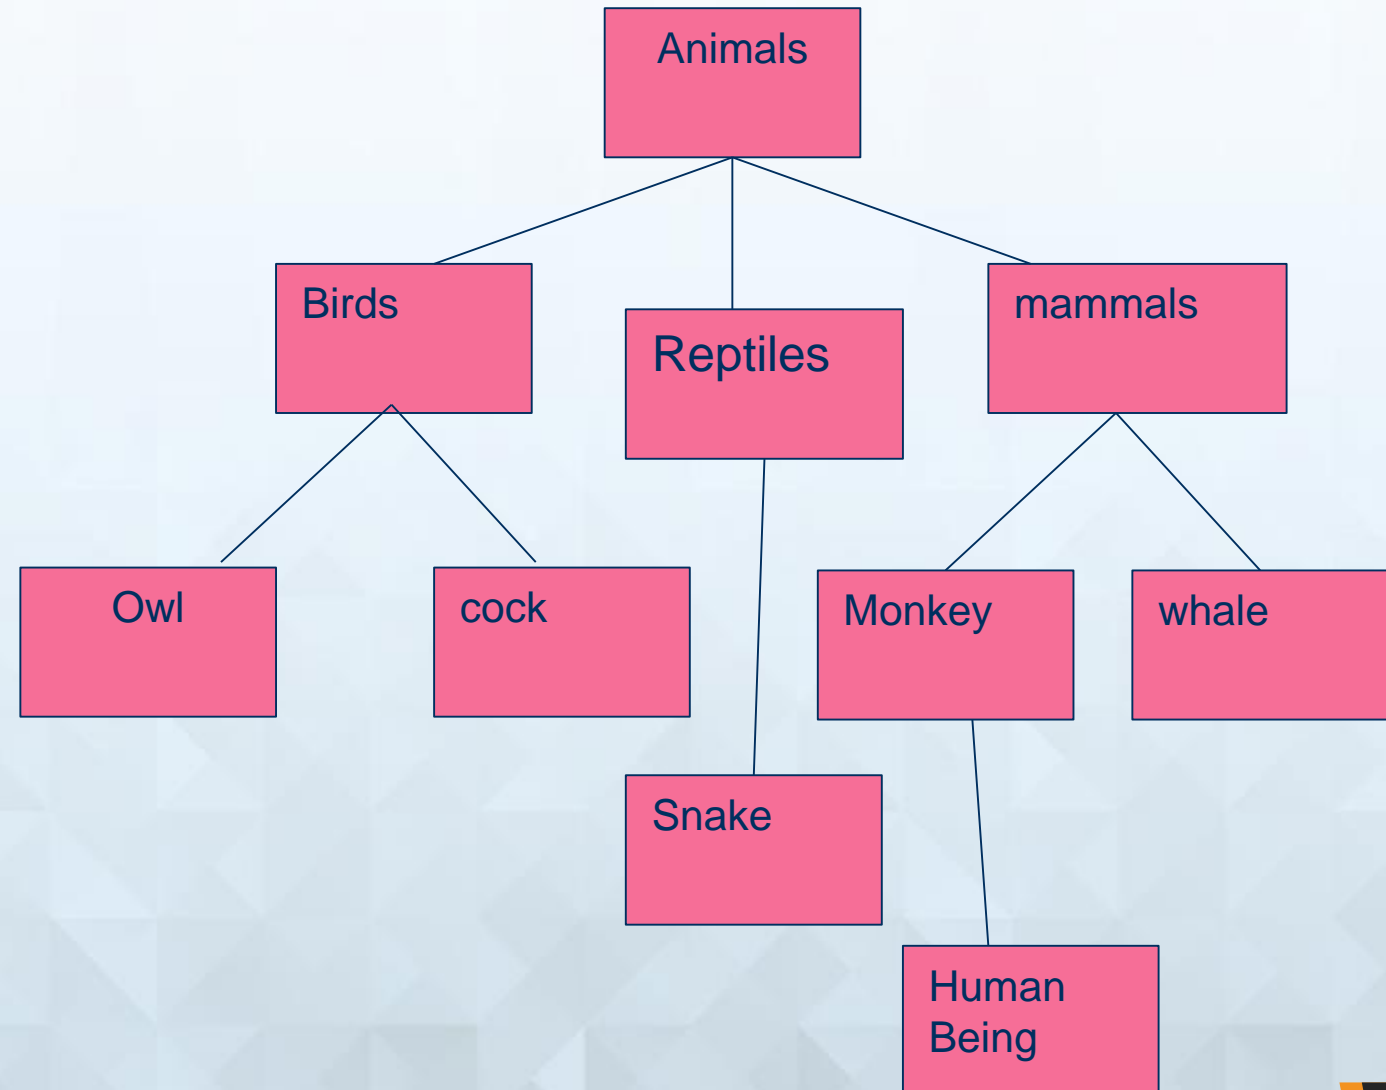 Animals
Birds
Reptiles
mammals
Owl
cock
Monkey
whale
Snake
Human
Being